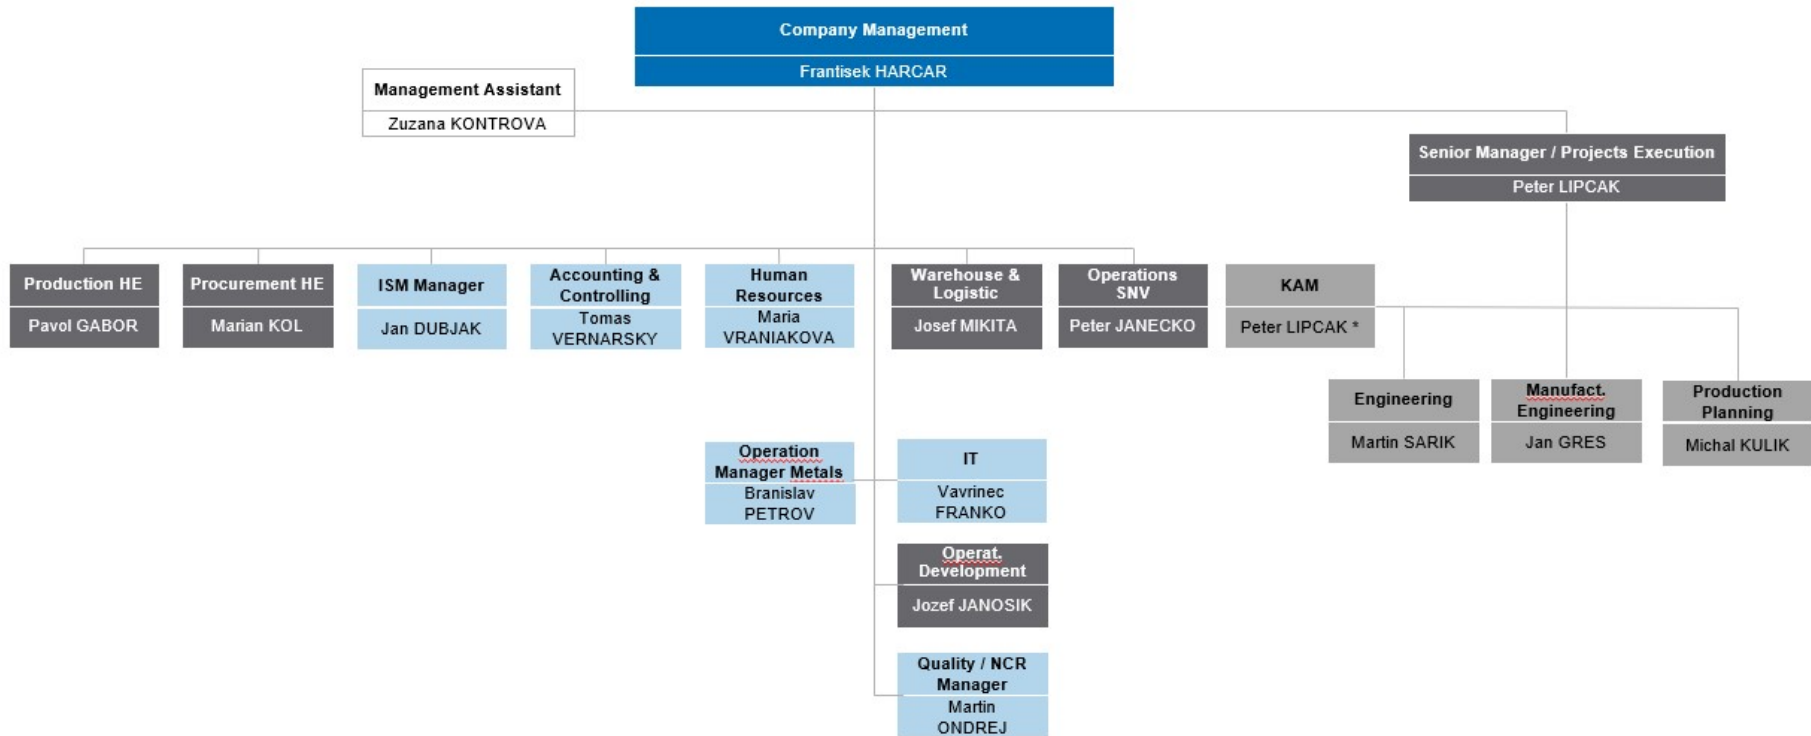 Company Management
Frantisek HARCAR
Management Assistant
Zuzana KONTROVA
Senior Manager / Projects Execution
Peter LIPCAK
Production HE
Pavol GABOR
Procurement HE
Marian KOL
ISM Manager
Jan DUBJAK
Accounting &
Controlling
Tomas
VERNARSKY
Human
Resources
Maria
VRANIAKOVA
Warehouse &
Logistic
Josef MIKITA
Operations
SNV
Peter JANECKO
KAM
Peter LIPCAK *
Engineering
Martin SARIK
Manufact.
Engineering
Jan GRES
Production
Planning
Michal KULIK
Operation
Manager Metals
Branislav
PETROV
IT
Vavrinec
FRANKO
Operat.
Development
Jozef JANOSIK
Quality / NCR
Manager
Martin
ONDREJ